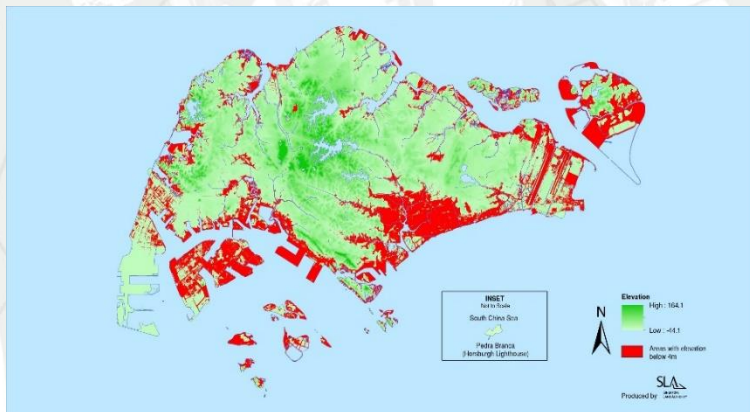 INSET
Not to Scale
South China Sea
Pedra Branca
(Horsburgh Lighthouse)
N
Elevation
High : 164.1
Low : -44.1
Areas with elevation
below 4m
Produced by
SLA